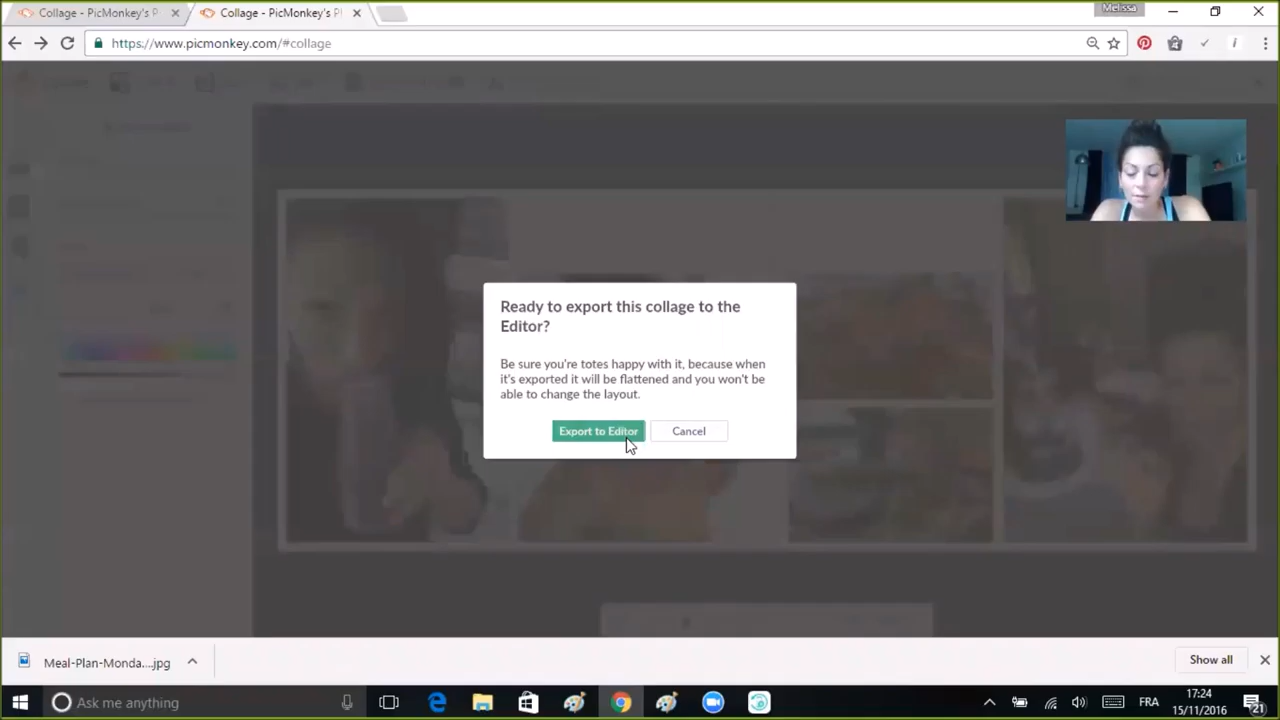 Collage - PicMonkey's P
Collage - PicMonkey's P
Melissa
https://www.picmonkey.com/#collage
Ready to export this collage to the
Editor?
Be sure you're totes happy with it, because when
it's exported it will be flattened and you won't be
able to change the layout.
Export to Editor
Cancel
Meal-Plan-Monda....jpg
Show all
Ask me anything
FRA
17:24
15/11/2016
21